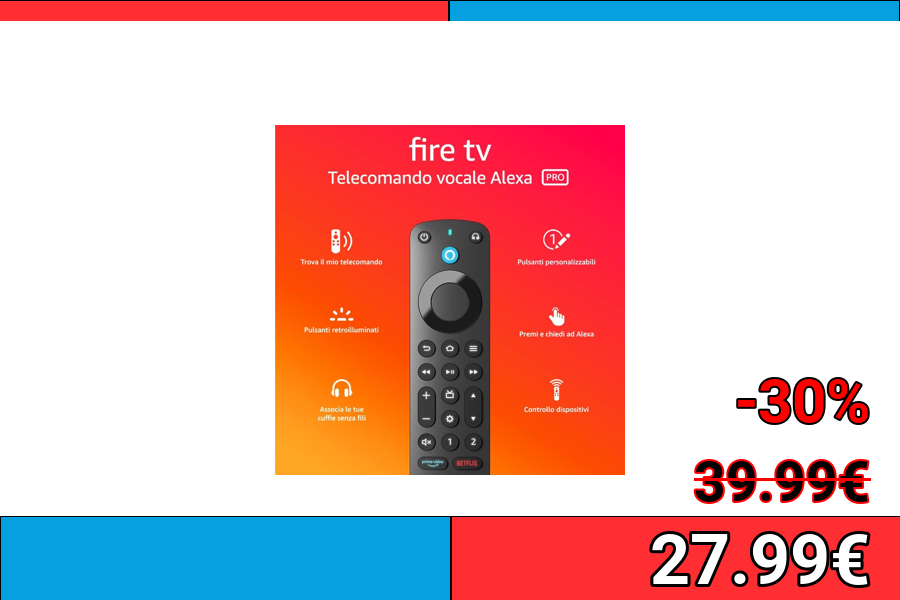 fire tv
Telecomando vocale Alexa PRO
Trova il mio telecomando
Pulsanti personalizzabili
Pulsanti retroilluminati
Premi e chiedi ad Alexa
Associa le tue
cuffie senza fili
Controllo dispositivi
1 2
prime video NETFLIX
-30%
39.99€
27.99€